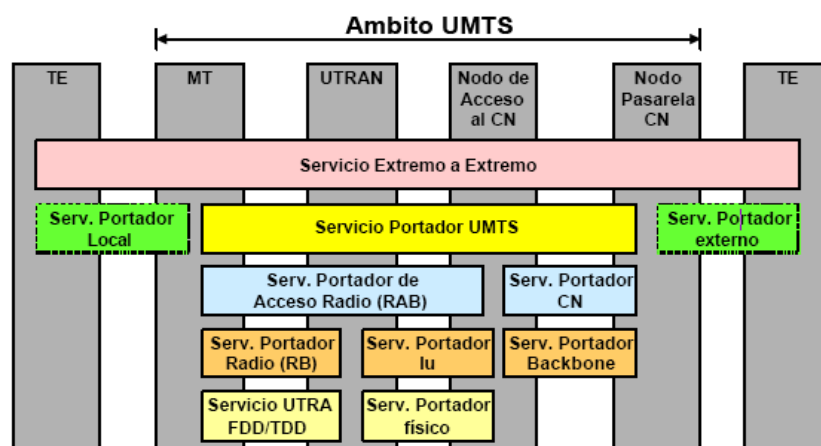 Ambito UMTS
TE
MT
UTRAN
Nodo de
Acceso
al CN
Nodo
Pasarela
CN
TE
Servicio Extremo a Extremo
Serv. Portador
Local
Servicio Portador UMTS
Serv. Portador
externo
Serv. Portador de
Acceso Radio (RAB)
Serv. Portador
CN
Serv. Portador
Radio (RB)
Serv. Portador
Iu
Serv. Portador
Backbone
Servicio UTRA
FDD/TDD
Serv. Portador
físico